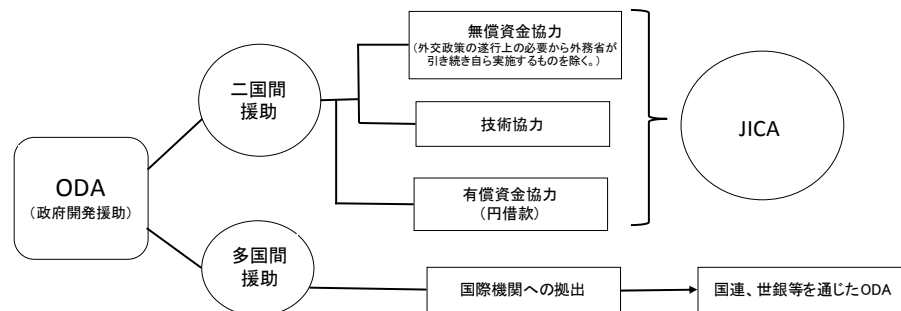 ODA
(政府開発援助)
二国間
援助
無償資金協力
(外交政策の遂行上の必要から外務省が
引き続き自ら実施するものを除く。)
技術協力
有償資金協力
(円借款)
JICA
多国間
援助
国際機関への拠出
国連、世銀等を通じたODA